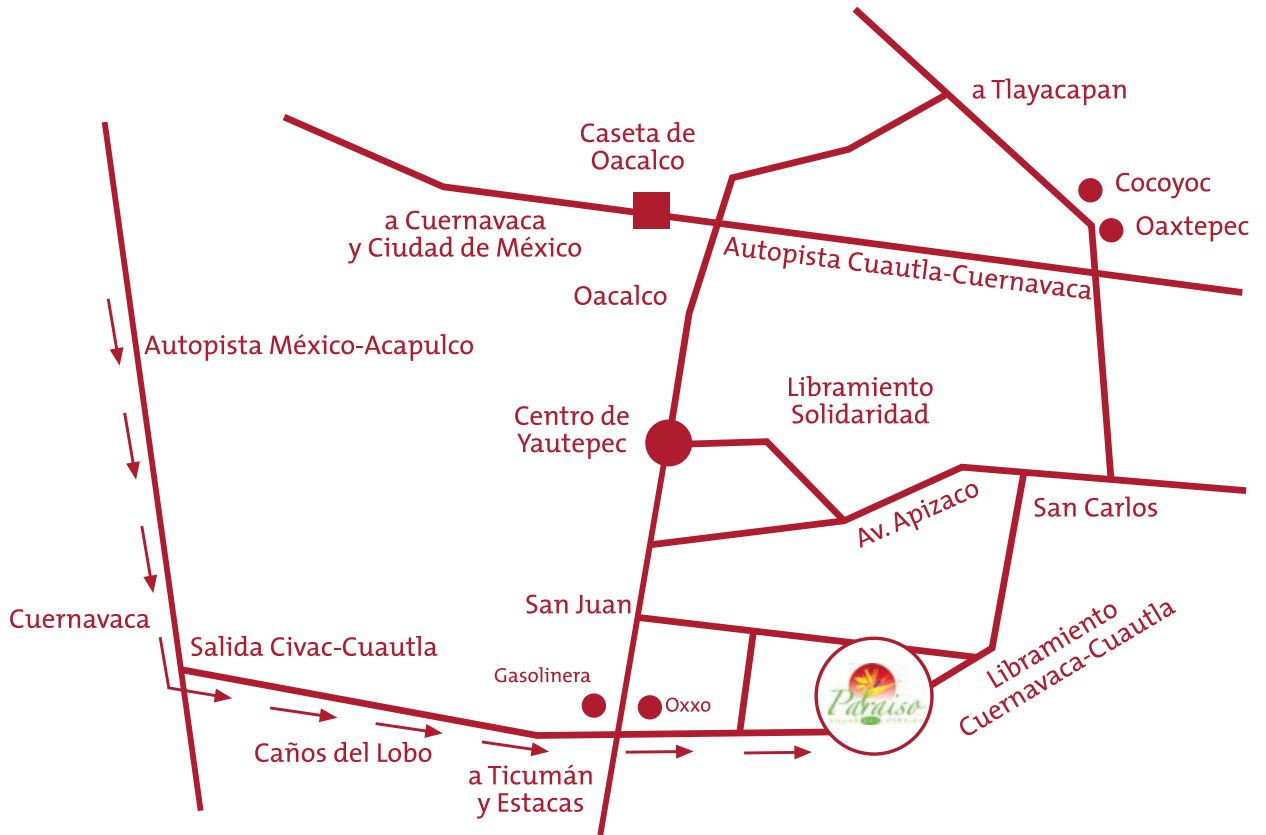 a Tlayacapan
Caseta de
Oacalco
Cocoyoc
Oaxtepec
a Cuernavaca
y Ciudad de México
Autopista Cuautla-Cuernavaca
Oacalco
Autopista México-Acapulco
Libramiento
Solidaridad
Centro de
Yautepec
Av. Apizaco
San Carlos
San Juan
Cuernavaca
Salida Civac-Cuautla
Libramiento
Cuernavaca-Cuautla
Gasolinera
Oxxo
Paraiso
Caños del Lobo
a Ticumán
y Estacas